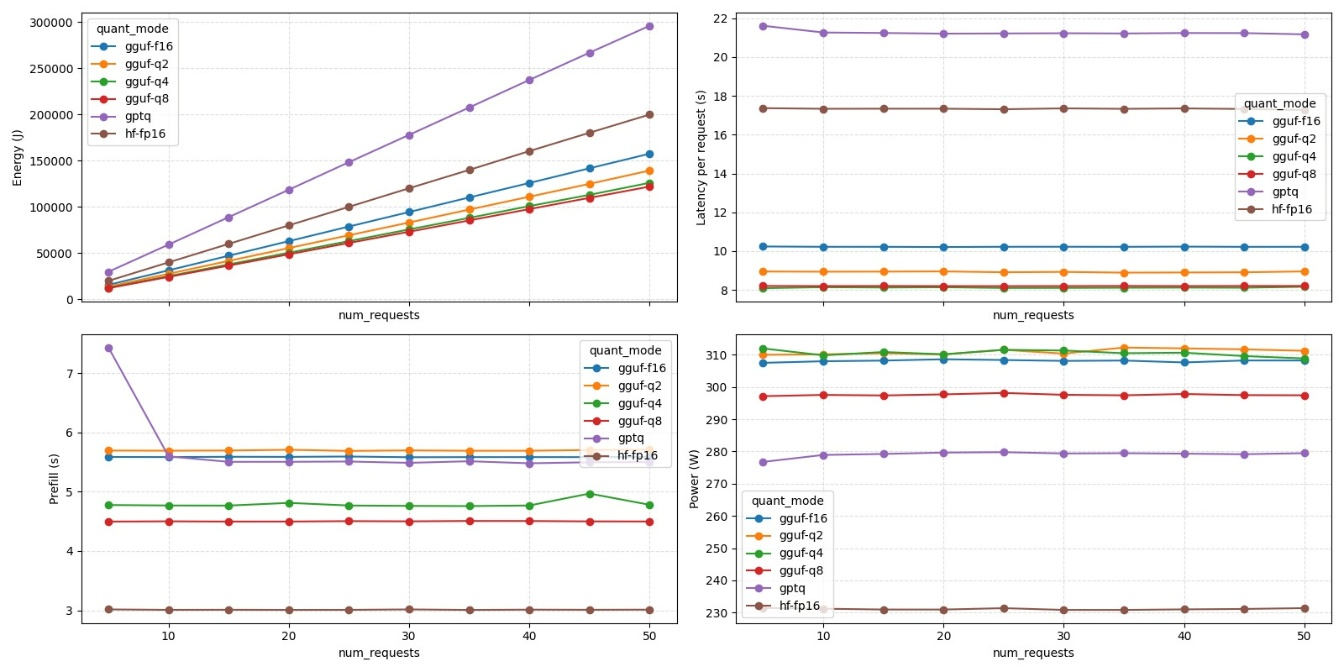 quant_mode
gguf-f16
gguf-q2
gguf-q4
gguf-q8
gptq
hf-fp16
Energy (J)
300000
250000
200000
150000
100000
50000
0
num_requests
quant_mode
gguf-f16
gguf-q2
gguf-q4
gguf-q8
gptq
hf-fp16
Latency per request (s)
22
20
18
16
14
12
10
8
num_requests
quant_mode
gguf-f16
gguf-q2
gguf-q4
gguf-q8
gptq
hf-fp16
Prefill (s)
7
6
5
4
3
10 20 30 40 50
num_requests
quant_mode
gguf-f16
gguf-q2
gguf-q4
gguf-q8
gptq
hf-fp16
Power (W)
310
300
290
280
270
260
250
240
230
10 20 30 40 50
num_requests